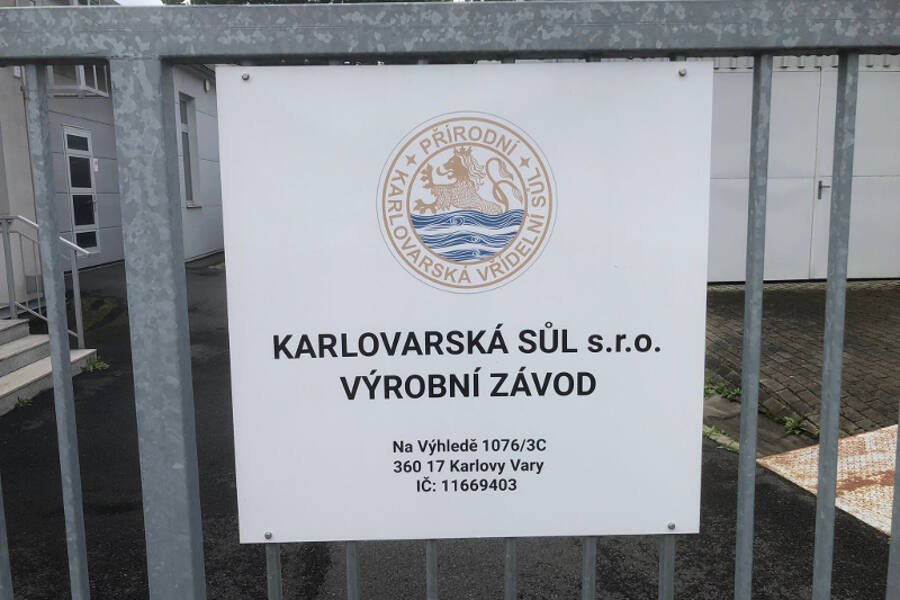 PŘÍRODNÍ
KARLOVARSKÁ VŘÍDELNÍ SŮL
KARLOVARSKÁ SŮL s.r.o.
VÝROBNÍ ZÁVOD
Na Výhledě 1076/3C
360 17 Karlovy Vary
IČ: 11669403